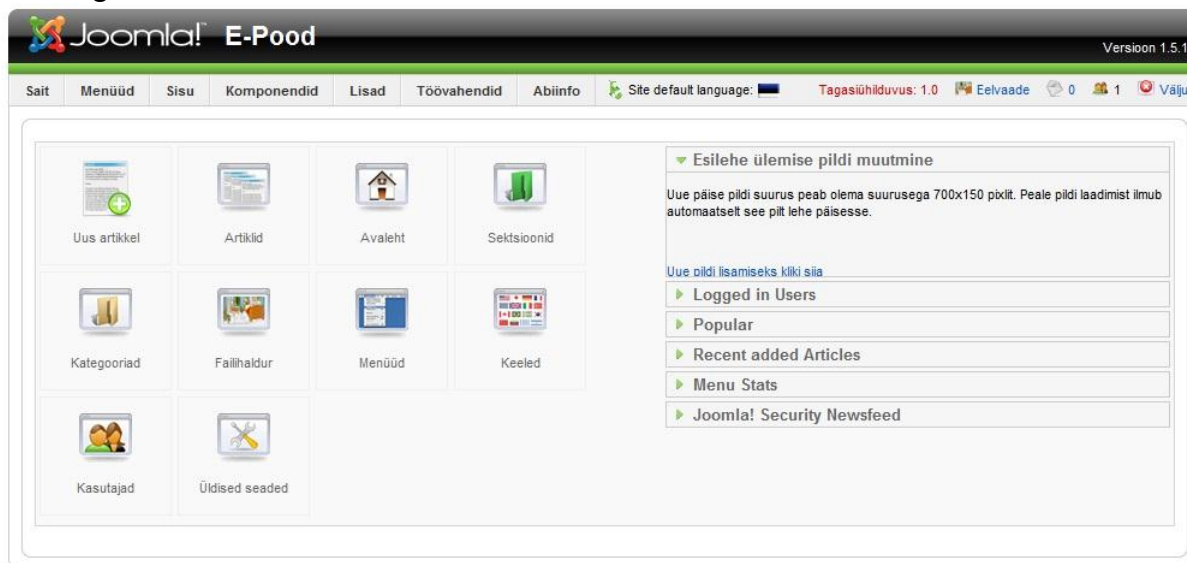 Joomla! E-Pood
Versioon 1.5.1
Sait Menüüd Sisu Komponendid Lisad Töövahendid Abiinfo Site default language: Tagasiühilduvus: 1.0 Eelvaade 0 1 Välju
Uus artikkel Artiklid Avaleht Sektsioonid
Kategooriad Failihaldur Menüüd Keeled
Kasutajad Üldised seaded
Esilehe ülemise pildi muutmine
Uue päise pildi suurus peab olema suurusega 700x150 pixlit. Peale pildi laadimist ilmub
automaatselt see pilt lehe päisesse.
Uue pildi lisamiseks kliki siia
Logged in Users
Popular
Recent added Articles
Menu Stats
Joomla! Security Newsfeed